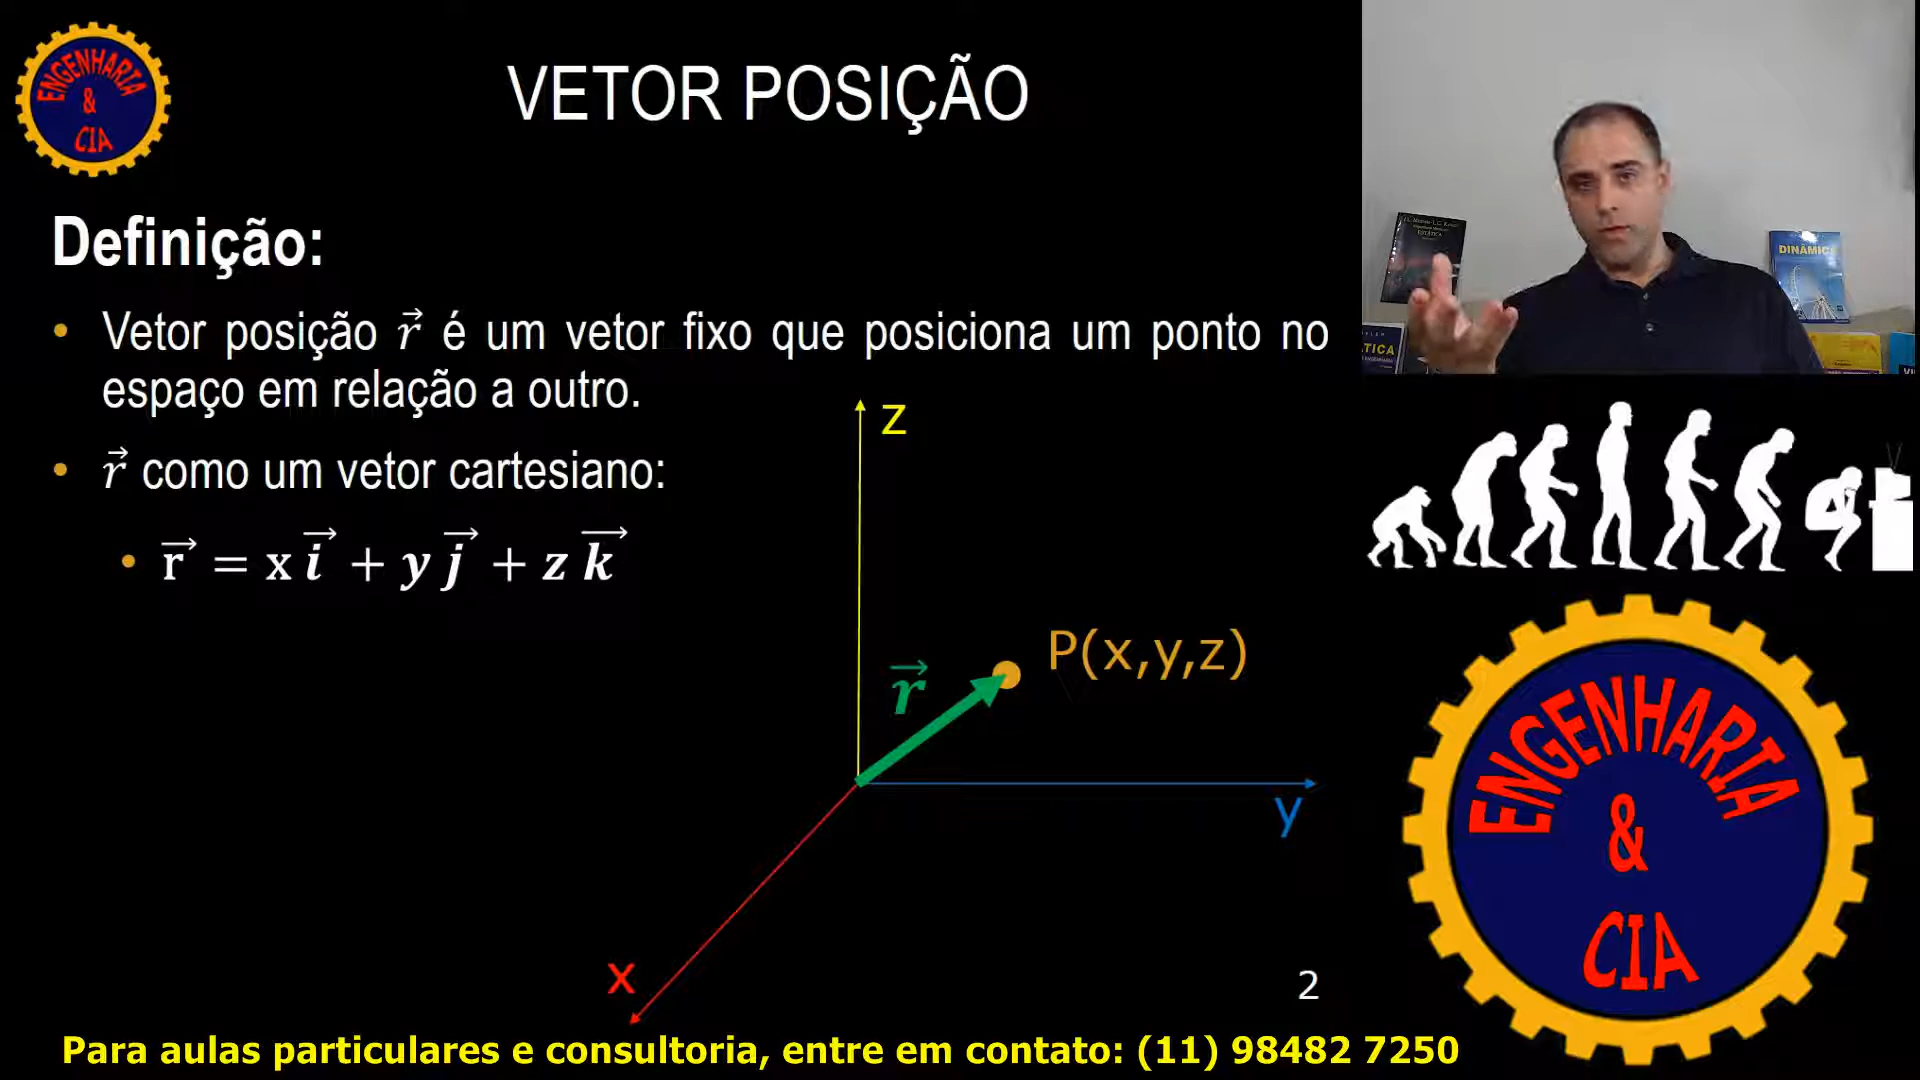 ENGENHARIA
&
CIA
VETOR POSIÇÃO
Definição:
• Vetor posição r⃗ é um vetor fixo que posiciona um ponto no
espaço em relação a outro.
• r⃗ como um vetor cartesiano:
• r⃗ = x i⃗ + y j⃗ + z k⃗
z
r⃗
P(x,y,z)
y
x
2
ESTÁTICA
DINÂMICA
ENGENHARIA
&
CIA
Para aulas particulares e consultoria, entre em contato: (11) 98482 7250